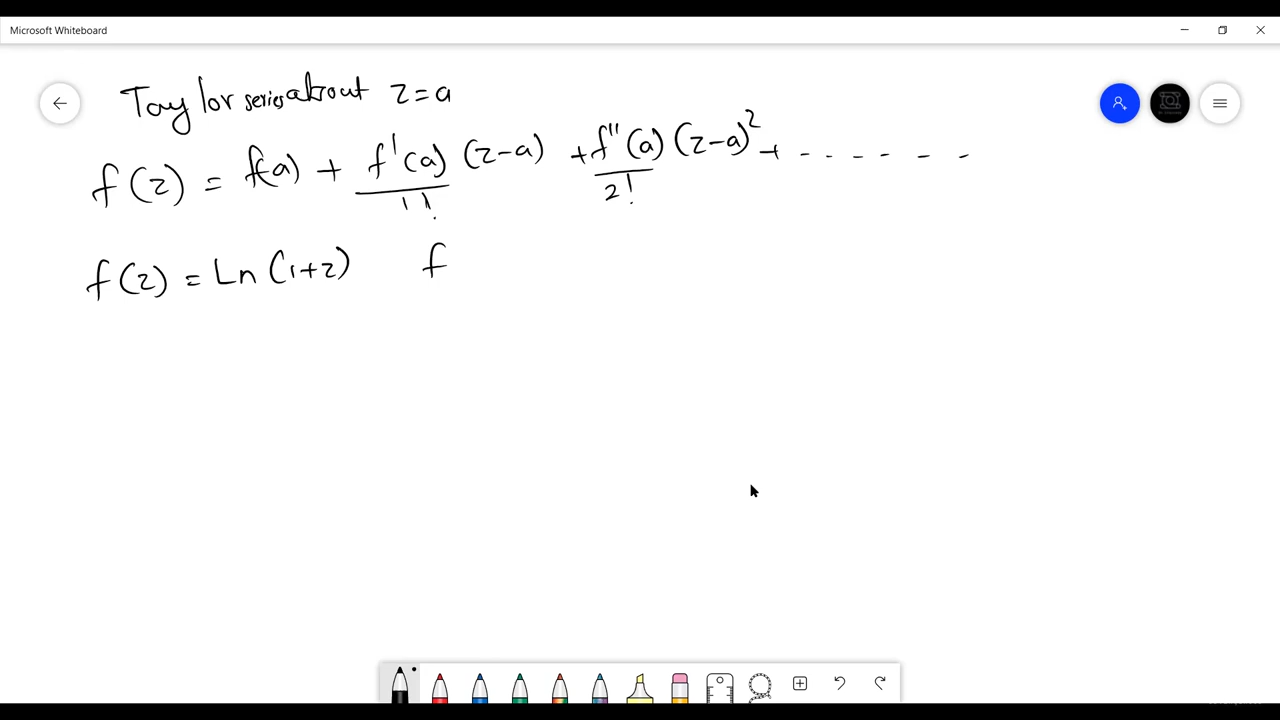 Microsoft Whiteboard
Taylor series about z=a
f(z) = f(a) + f'(a)/1! (z-a) + f''(a)/2! (z-a)² + - - - - - -
f(z) = Ln(1+z) f